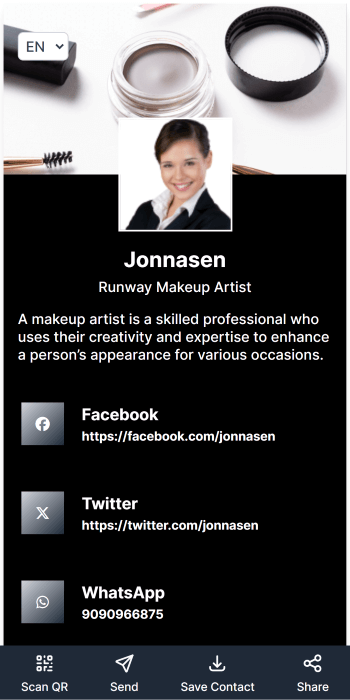 EN
Jonnasen
Runway Makeup Artist
A makeup artist is a skilled professional who
uses their creativity and expertise to enhance
a person’s appearance for various occasions.
Facebook
https://facebook.com/jonnasen
Twitter
https://twitter.com/jonnasen
WhatsApp
9090966875
Scan QR
Send
Save Contact
Share